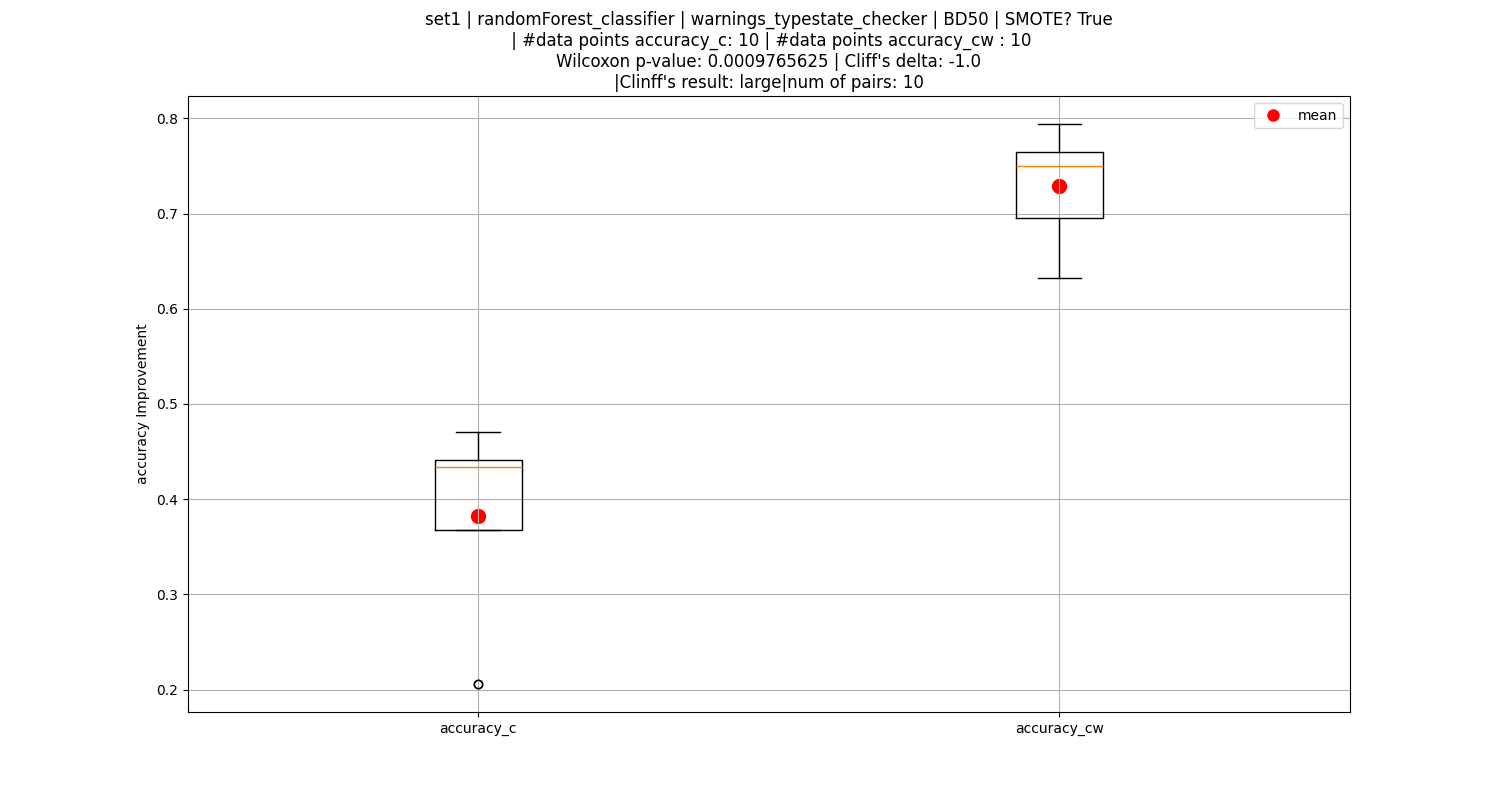 set1 | randomForest_classifier | warnings_typestate_checker | BD50 | SMOTE? True
| #data points accuracy_c: 10 | #data points accuracy_cw : 10
Wilcoxon p-value: 0.0009765625 | Cliff's delta: -1.0
|Clinff's result: large|num of pairs: 10
mean
0.8
0.7
0.6
0.5
0.4
0.3
0.2
accuracy Improvement
accuracy_c
accuracy_cw